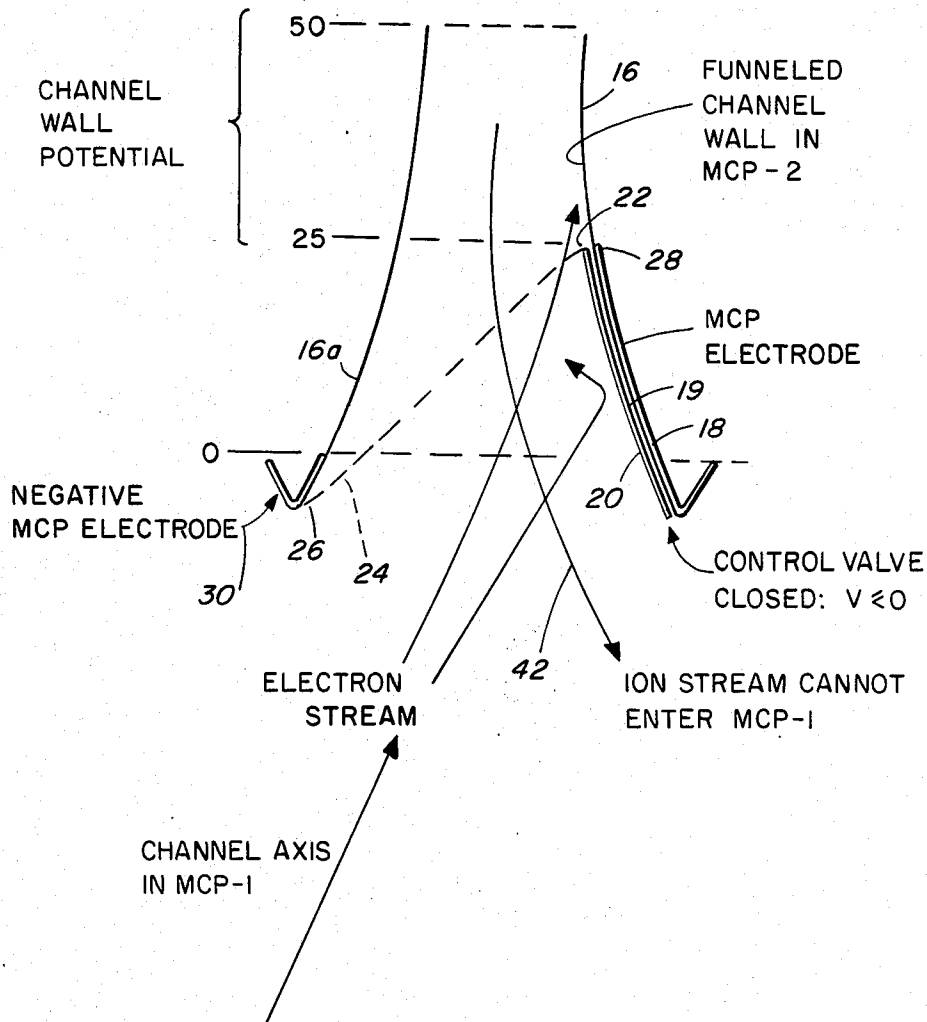 50
CHANNEL
WALL
POTENTIAL
16
FUNNELED
CHANNEL
WALL IN
MCP-2
22
25
28
MCP
ELECTRODE
16a
19
18
0
20
NEGATIVE
MCP ELECTRODE
26
24
30
CONTROL VALVE
CLOSED: V ≤ 0
42
ELECTRON
STREAM
ION STREAM CANNOT
ENTER MCP-1
CHANNEL AXIS
IN MCP-1